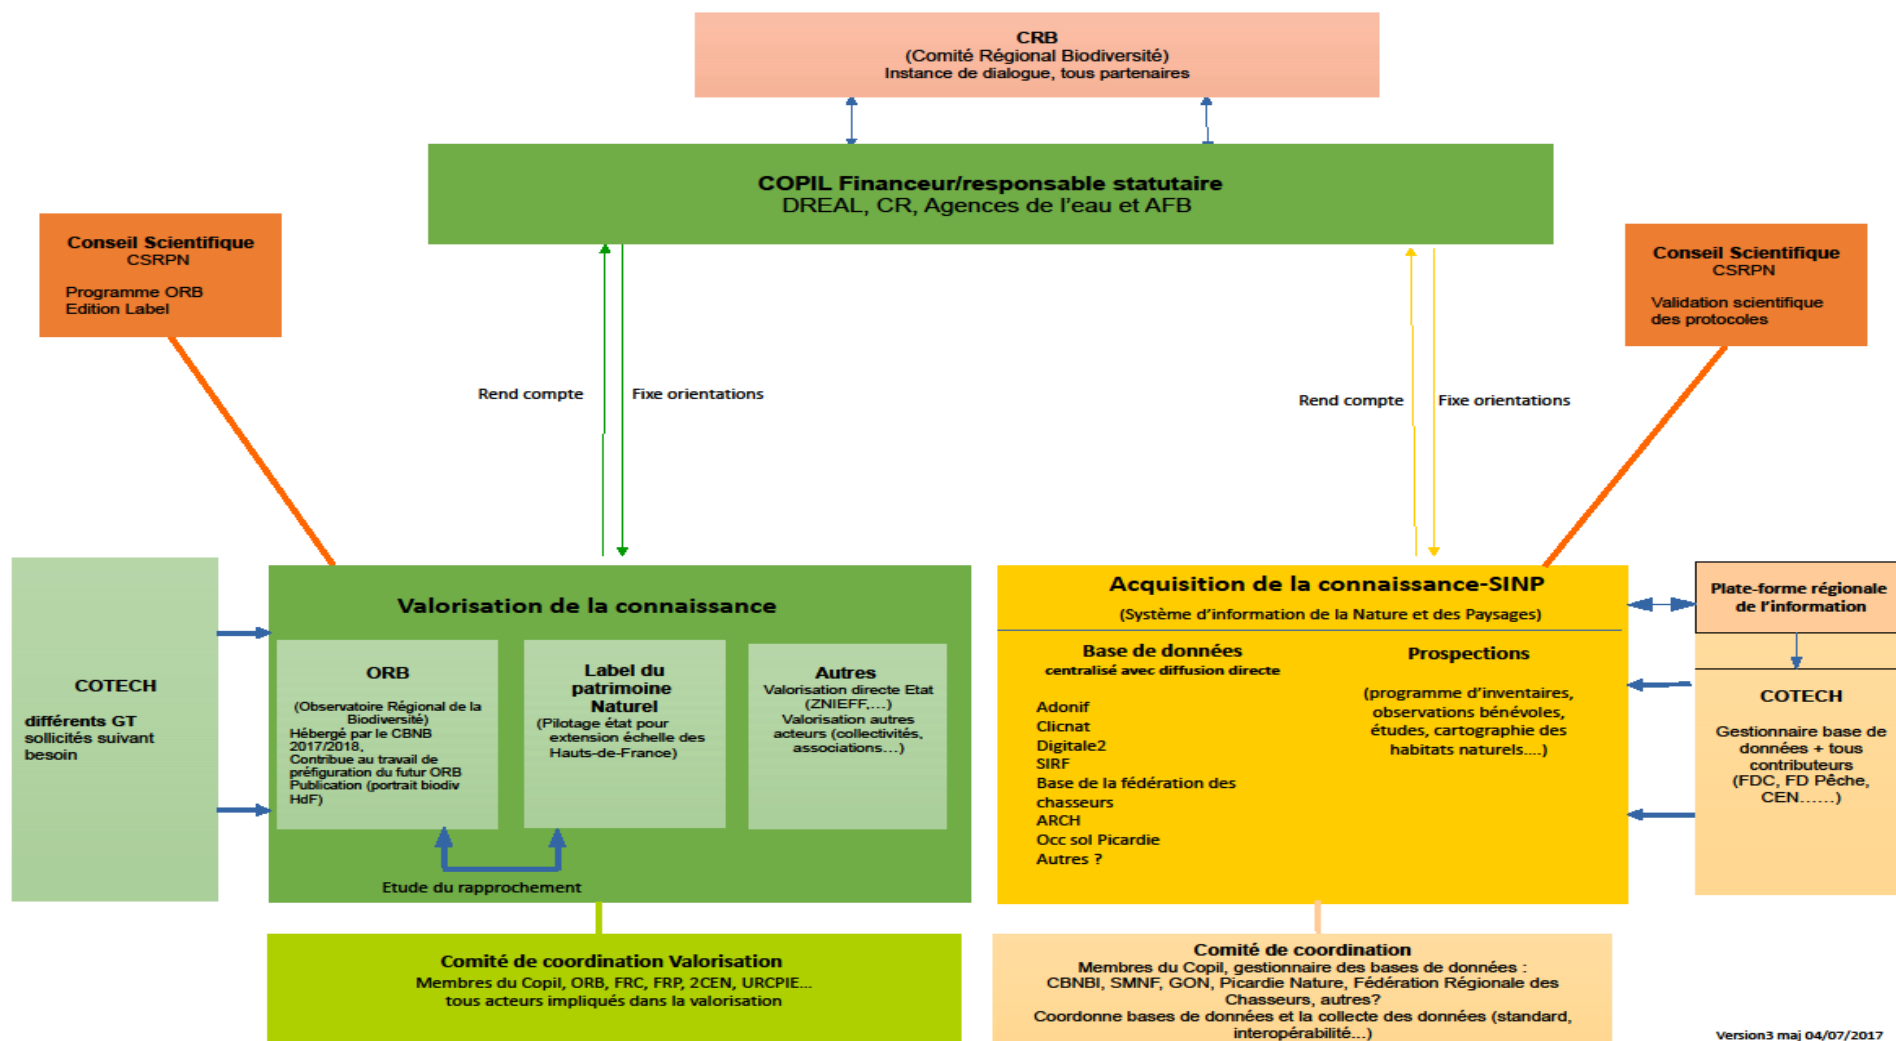 CRB
(Comité Régional Biodiversité)
Instance de dialogue, tous partenaires
COPIL Financeur/responsable statutaire
DREAL, CR, Agences de l'eau et AFB
Conseil Scientifique
CSRPN
Programme ORB
Edition Label
Conseil Scientifique
CSRPN
Validation scientifique
des protocoles
Rend compte
Fixe orientations
Rend compte
Fixe orientations
COTECH
différents GT
sollicités suivant
besoin
Valorisation de la connaissance
ORB
(Observatoire Régional de la
Biodiversité)
Hébergé par le CBNB
2017/2018,
Contribue au travail de
préfiguration du futur ORB
Publication (portrait biodiv
HdF)
Label du
patrimoine
Naturel
(Pilotage état pour
extension échelle des
Hauts-de-France)
Autres
Valorisation directe Etat
(ZNIEFF,...)
Valorisation autres
acteurs (collectivités,
associations...)
Etude du rapprochement
Acquisition de la connaissance-SINP
(Système d'information de la Nature et des Paysages)
Base de données
centralisé avec diffusion directe
Adonif
Clicnat
Digitale2
SIRF
Base de la fédération des
chasseurs
ARCH
Occ sol Picardie
Autres ?
Prospections
(programme d'inventaires,
observations bénévoles,
études, cartographie des
habitats naturels....)
Plate-forme régionale
de l'information
COTECH
Gestionnaire base de
données + tous
contributeurs
(FDC, FD Pêche,
CEN......)
Comité de coordination Valorisation
Membres du Copil, ORB, FRC, FRP, 2CEN, URCPIE...
tous acteurs impliqués dans la valorisation
Comité de coordination
Membres du Copil, gestionnaire des bases de données :
CBNBI, SMNF, GON, Picardie Nature, Fédération Régionale des
Chasseurs, autres?
Coordonne bases de données et la collecte des données (standard,
interopérabilité...)
Version3 maj 04/07/2017